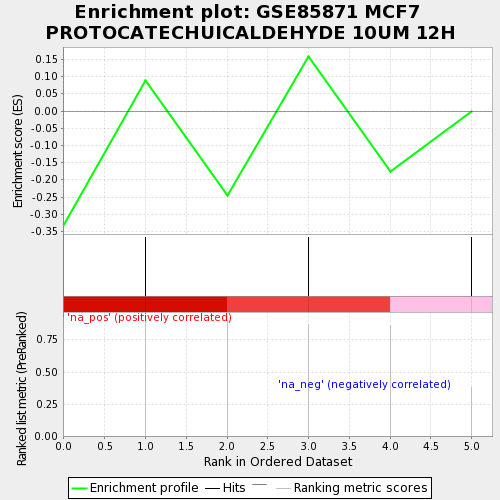 Enrichment plot: GSE85871 MCF7
PROTOCATECHUICALDEHYDE 10UM 12H
Enrichment score (ES)
0.15
0.10
0.05
0.00
-0.05
-0.10
-0.15
-0.20
-0.25
-0.30
-0.35
'na_pos' (positively correlated)
'na_neg' (negatively correlated)
Ranked list metric (PreRanked)
0.75
0.50
0.25
0.00
0.0 0.5 1.0 1.5 2.0 2.5 3.0 3.5 4.0 4.5 5.0
Rank in Ordered Dataset
Enrichment profile Hits Ranking metric scores